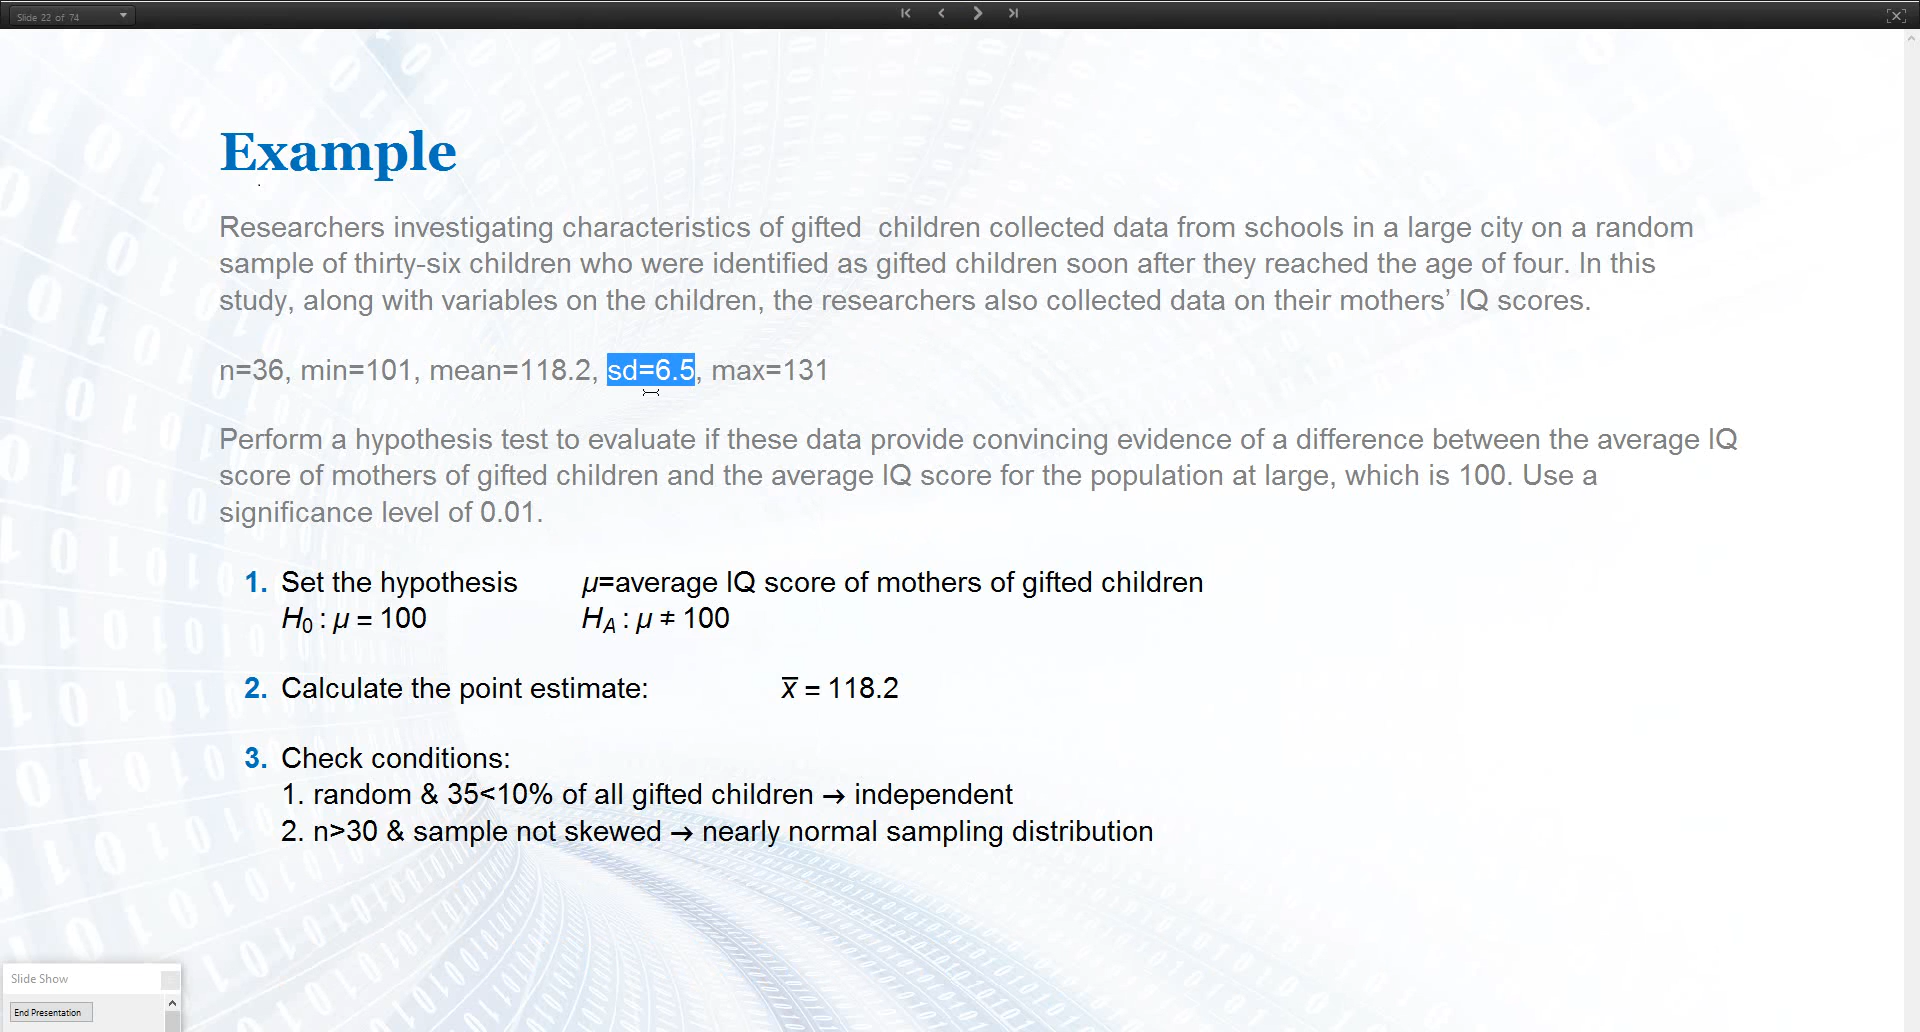 Slide 22 of 74
Example
Researchers investigating characteristics of gifted  children collected data from schools in a large city on a random
sample of thirty-six children who were identified as gifted children soon after they reached the age of four. In this
study, along with variables on the children, the researchers also collected data on their mothers’ IQ scores.
n=36, min=101, mean=118.2, sd=6.5, max=131
Perform a hypothesis test to evaluate if these data provide convincing evidence of a difference between the average IQ
score of mothers of gifted children and the average IQ score for the population at large, which is 100. Use a
significance level of 0.01.
1. Set the hypothesis μ=average IQ score of mothers of gifted children
H₀ : μ = 100 H_A : μ ≠ 100
2. Calculate the point estimate: x̅ = 118.2
3. Check conditions:
1. random & 35<10% of all gifted children → independent
2. n>30 & sample not skewed → nearly normal sampling distribution
Slide Show
End Presentation